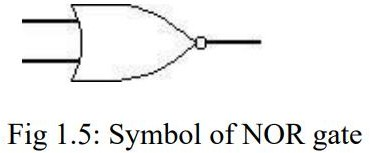 Fig 1.5: Symbol of NOR gate